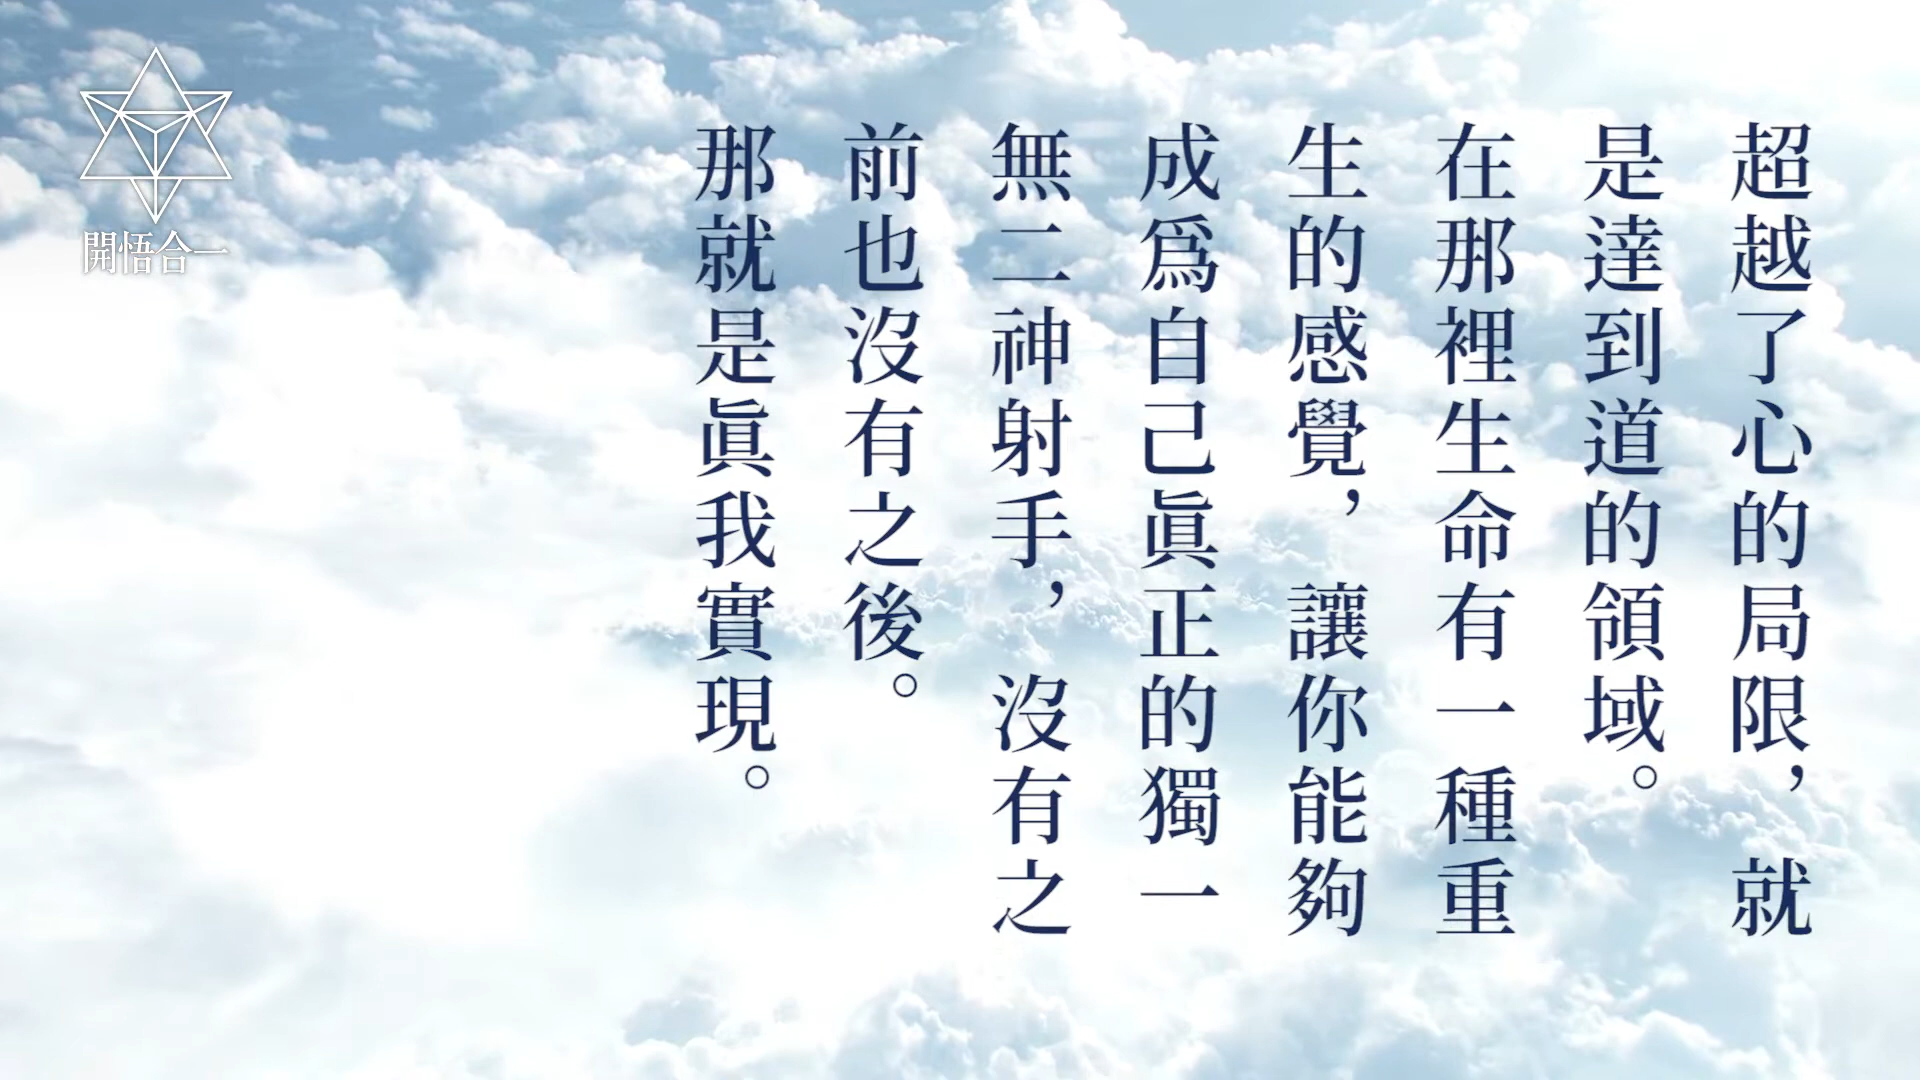 超越了心的局限，就
是達到道的領域。
在那裡生命有一種重
生的感覺，讓你能夠
成爲自己眞正的獨一
無二神射手，沒有之
前也沒有之後。
那就是眞我實現。
開悟合一